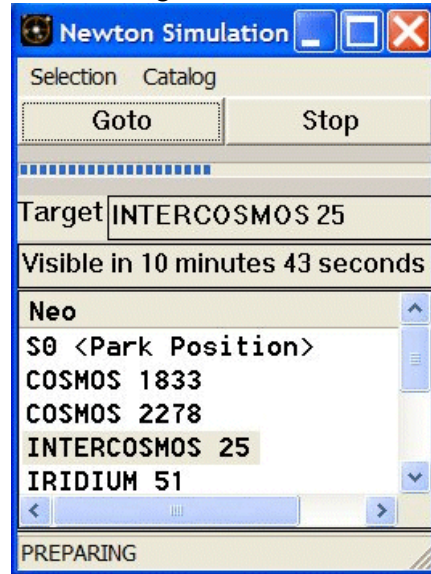 Newton Simulation
Selection Catalog
Goto Stop
Target INTERCOSMOS 25
Visible in 10 minutes 43 seconds
Neo
S0 <Park Position>
COSMOS 1833
COSMOS 2278
INTERCOSMOS 25
IRIDIUM 51
PREPARING